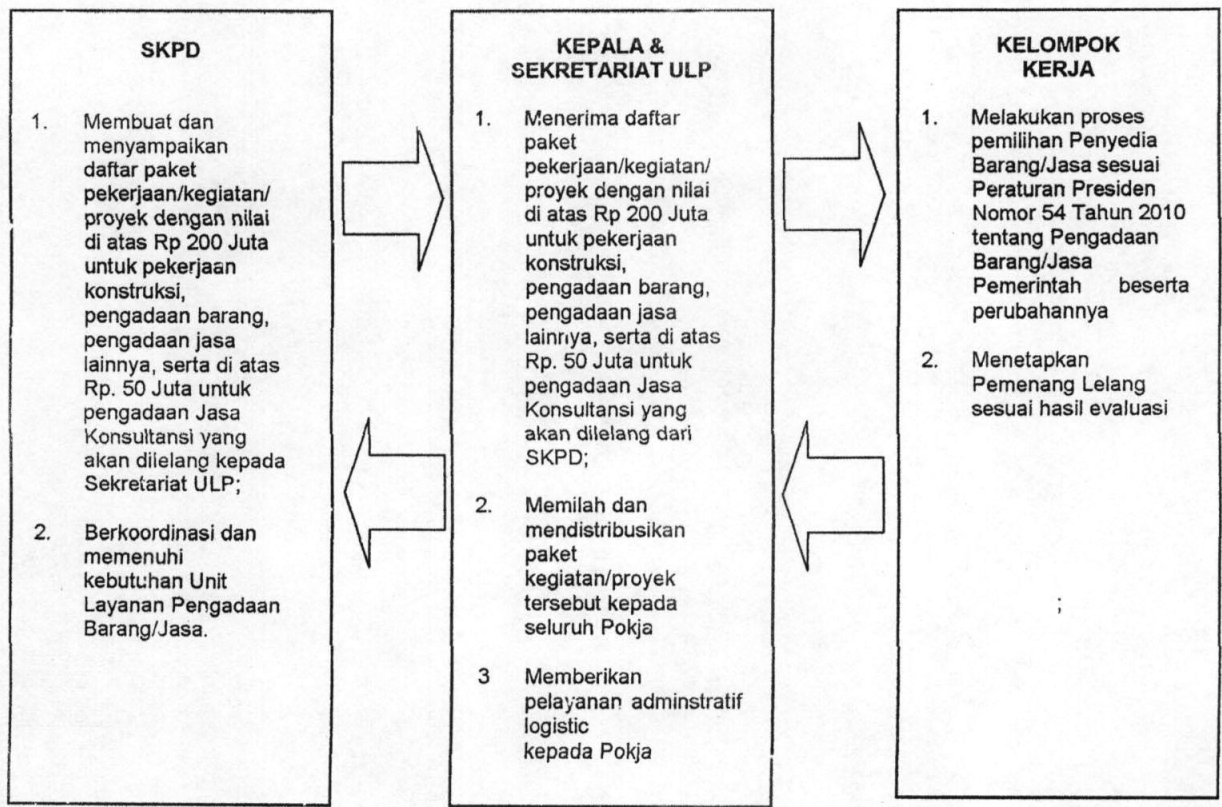 SKPD
1. Membuat dan
menyampaikan
daftar paket
pekerjaan/kegiatan/
proyek dengan nilai
di atas Rp 200 Juta
untuk pekerjaan
konstruksi,
pengadaan barang,
pengadaan jasa
lainnya, serta di atas
Rp. 50 Juta untuk
pengadaan Jasa
Konsultansi yang
akan dilelang kepada
Sekretariat ULP;
2. Berkoordinasi dan
memenuhi
kebutuhan Unit
Layanan Pengadaan
Barang/Jasa.
KEPALA &
SEKRETARIAT ULP
1. Menerima daftar
paket
pekerjaan/kegiatan/
proyek dengan nilai
di atas Rp 200 Juta
untuk pekerjaan
konstruksi,
pengadaan barang,
pengadaan jasa
lainnya, serta di atas
Rp. 50 Juta untuk
pengadaan Jasa
Konsultansi yang
akan dilelang dari
SKPD;
2. Memilah dan
mendistribusikan
paket
kegiatan/proyek
tersebut kepada
seluruh Pokja
3 Memberikan
pelayanan adminstratif
logistic
kepada Pokja
KELOMPOK
KERJA
1. Melakukan proses
pemilihan Penyedia
Barang/Jasa sesuai
Peraturan Presiden
Nomor 54 Tahun 2010
tentang Pengadaan
Barang/Jasa
Pemerintah beserta
perubahannya
2. Menetapkan
Pemenang Lelang
sesuai hasil evaluasi
;